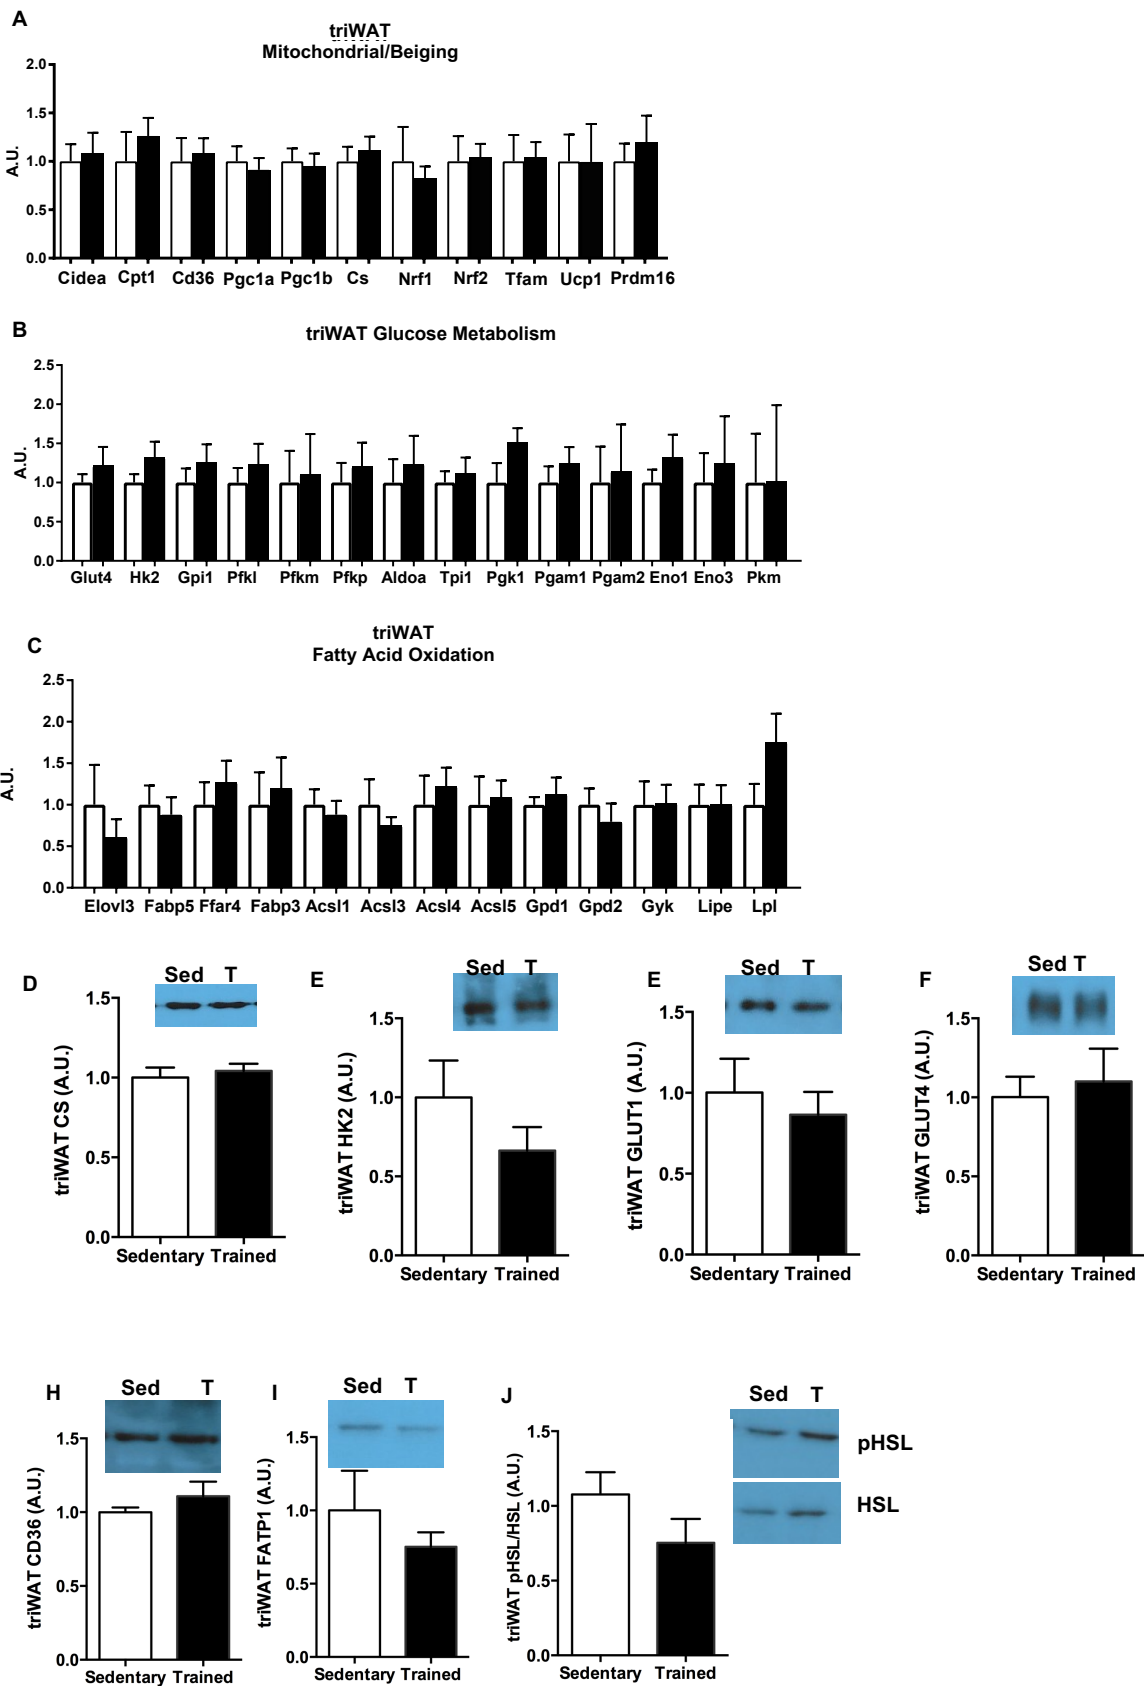 A
triWAT
Mitochondrial/Beiging
2.0
1.5
1.0
0.5
0.0
A.U.
Cidea Cpt1 Cd36 Pgc1a Pgc1b Cs Nrf1 Nrf2 Tfam Ucp1 Prdm16
B
triWAT Glucose Metabolism
2.5
2.0
1.5
1.0
0.5
0.0
A.U.
Glut4 Hk2 Gpi1 Pfkl Pfkm Pfkp Aldoa Tpi1 Pgk1 Pgam1 Pgam2 Eno1 Eno3 Pkm
C
triWAT
Fatty Acid Oxidation
2.5
2.0
1.5
1.0
0.5
0.0
A.U.
Elovl3 Fabp5 Ffar4 Fabp3 Acsl1 Acsl3 Acsl4 Acsl5 Gpd1 Gpd2 Gyk Lipe Lpl
D
Sed T
1.5
1.0
0.5
0.0
triWAT CS (A.U.)
Sedentary Trained
E
Sed T
1.5
1.0
0.5
0.0
triWAT HK2 (A.U.)
Sedentary Trained
E
Sed T
1.5
1.0
0.5
0.0
triWAT GLUT1 (A.U.)
Sedentary Trained
F
Sed T
1.5
1.0
0.5
0.0
triWAT GLUT4 (A.U.)
Sedentary Trained
H
Sed T
1.5
1.0
0.5
0.0
triWAT CD36 (A.U.)
Sedentary Trained
I
Sed T
1.5
1.0
0.5
0.0
triWAT FATP1 (A.U.)
Sedentary Trained
J
1.5
1.0
0.5
0.0
triWAT pHSL/HSL (A.U.)
Sedentary Trained
Sed T
pHSL
HSL